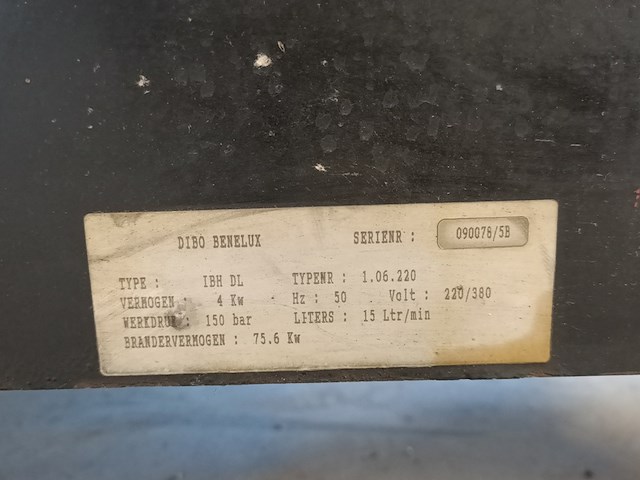 DIBO BENELUX SERIENR : 090078/5B
TYPE : IBH DL TYPENR : 1.06.220
VERMOGEN : 4 Kw Hz : 50 Volt : 220/380
WERKDRUK : 150 bar LITERS : 15 Ltr/min
BRANDERVERMOGEN : 75.6 Kw